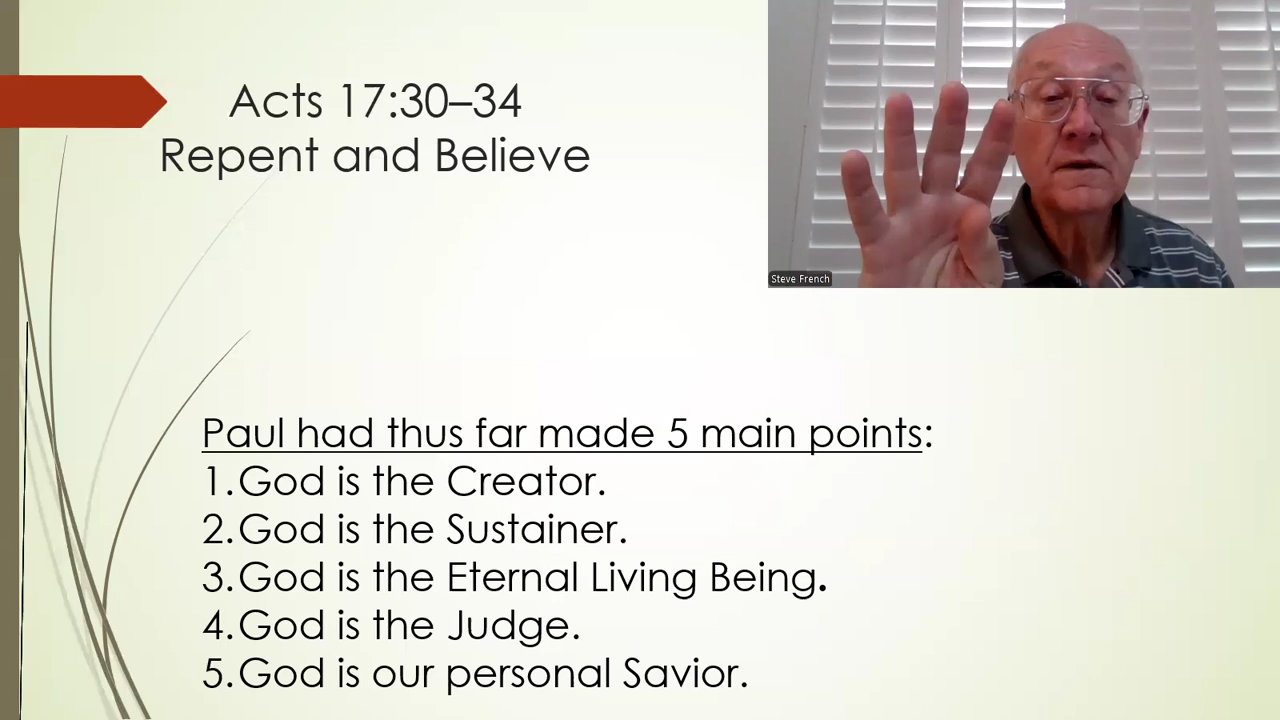 Acts 17:30–34
Repent and Believe
Steve French
Paul had thus far made 5 main points:
1.God is the Creator.
2.God is the Sustainer.
3.God is the Eternal Living Being.
4.God is the Judge.
5.God is our personal Savior.